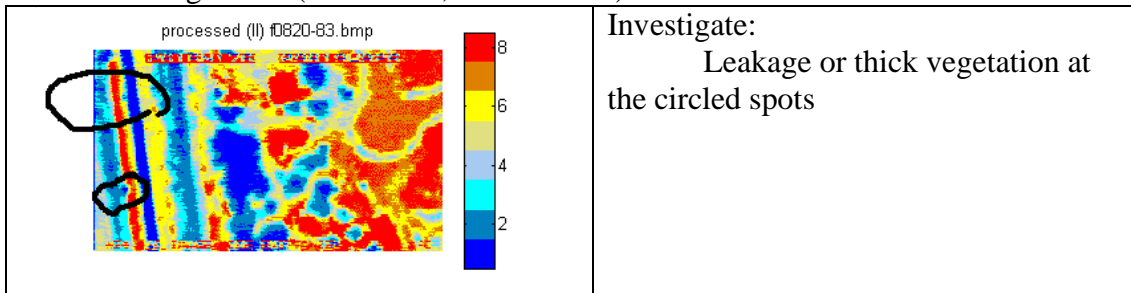 processed (II) f0820-83.bmp
8
6
4
2
Investigate:
Leakage or thick vegetation at
the circled spots